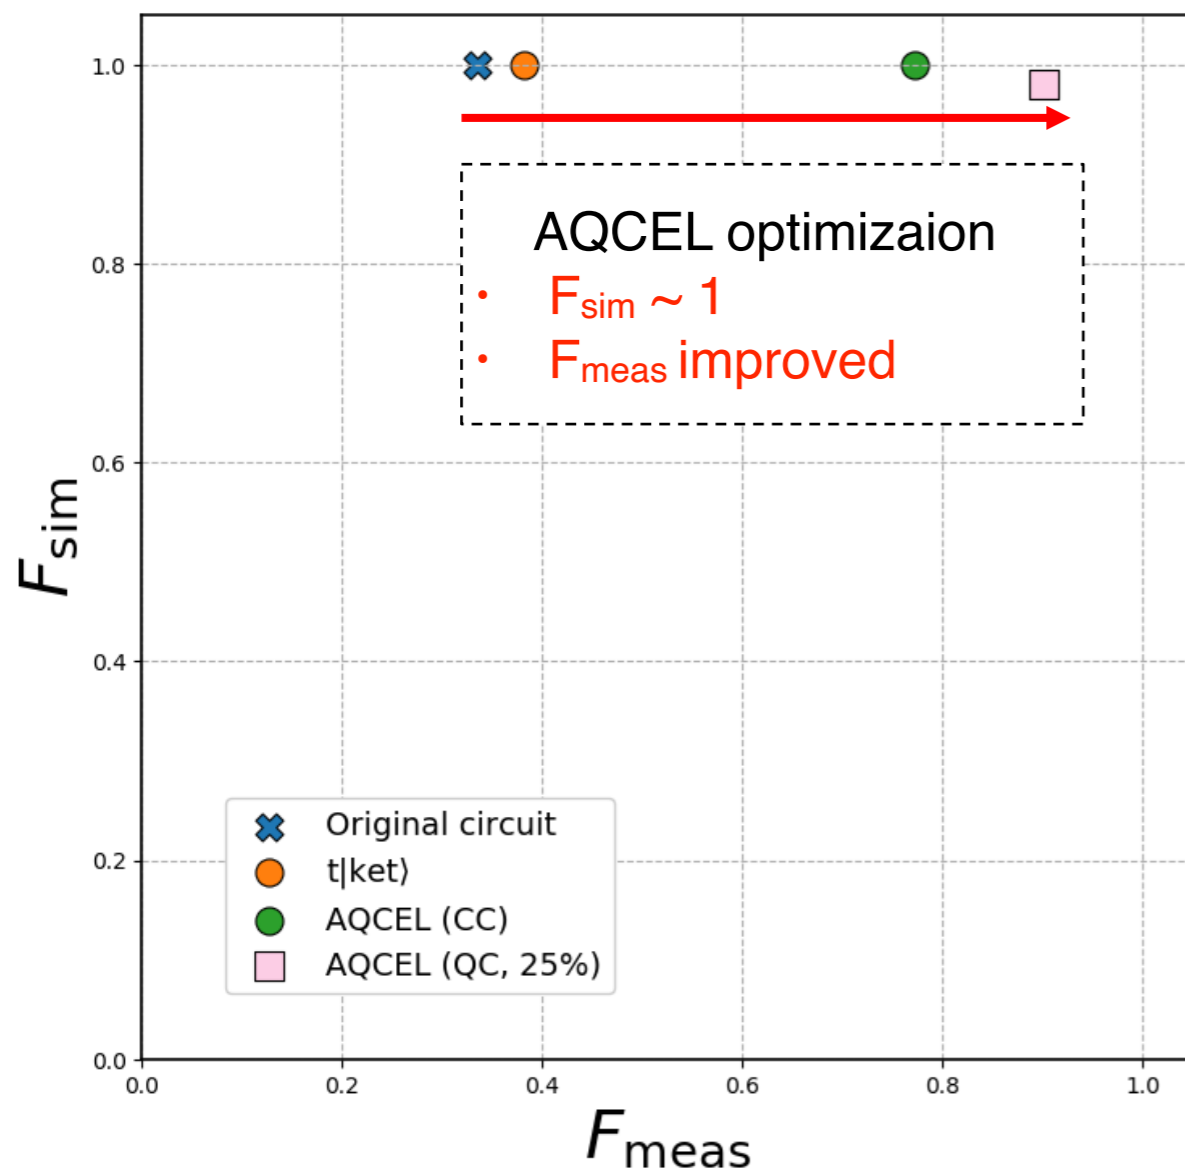 1.0
AQCEL optimizaion
• F_sim ~ 1
• F_meas improved
0.8
0.6
F_sim
0.4
Original circuit
t|ket⟩
AQCEL (CC)
AQCEL (QC, 25%)
0.2
0.0
0.0 0.2 0.4 0.6 0.8 1.0
F_meas